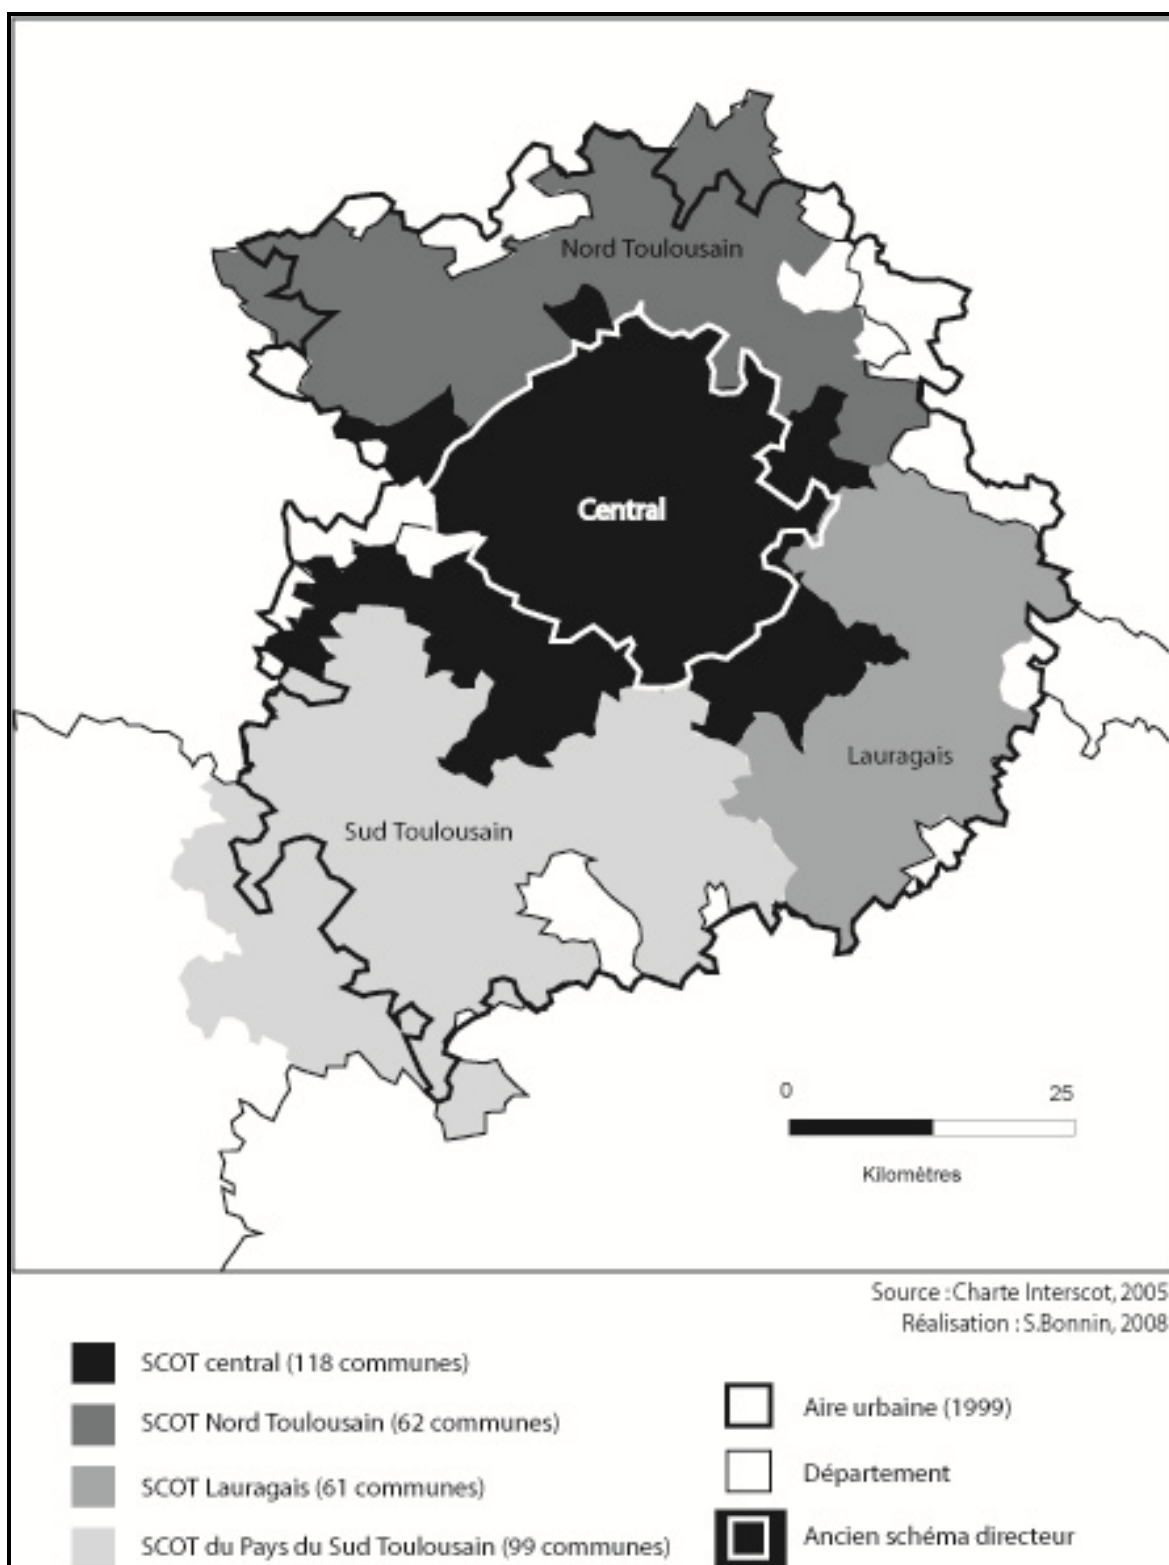 Nord Toulousain
Central
Lauragais
Sud Toulousain
0 25
Kilomètres
Source : Charte Interscot, 2005
Réalisation : S.Bonnin, 2008
SCOT central (118 communes)
SCOT Nord Toulousain (62 communes)
SCOT Lauragais (61 communes)
SCOT du Pays du Sud Toulousain (99 communes)
Aire urbaine (1999)
Département
Ancien schéma directeur